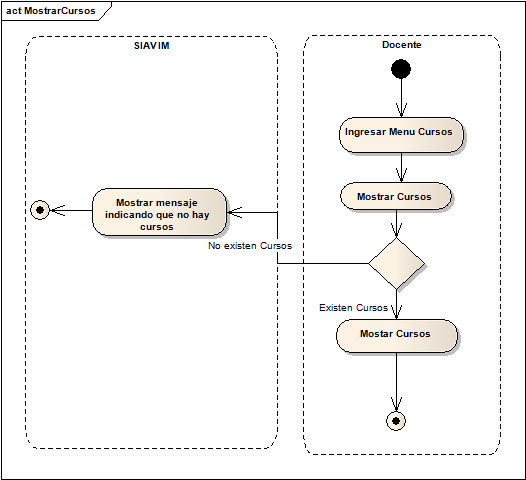 act MostrarCursos
SIAVIM
Docente
Ingresar Menu Cursos
Mostrar Cursos
Mostrar mensaje
indicando que no hay
cursos
No existen Cursos
Existen Cursos
Mostar Cursos